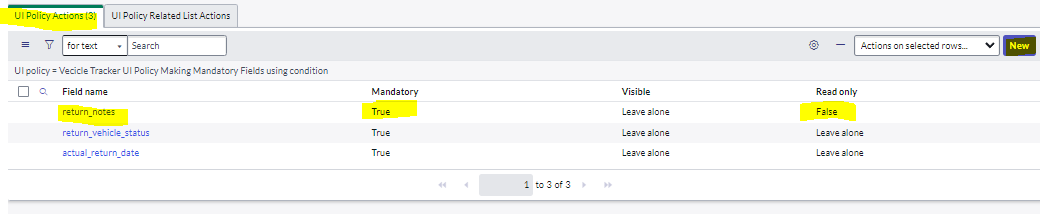 UI Policy Actions (3) UI Policy Related List Actions
for text Search Actions on selected rows... New
UI policy = Vecicle Tracker UI Policy Making Mandatory Fields using condition
Field name Mandatory Visible Read only
return_notes True Leave alone False
return_vehicle_status True Leave alone Leave alone
actual_return_date True Leave alone Leave alone
1 to 3 of 3